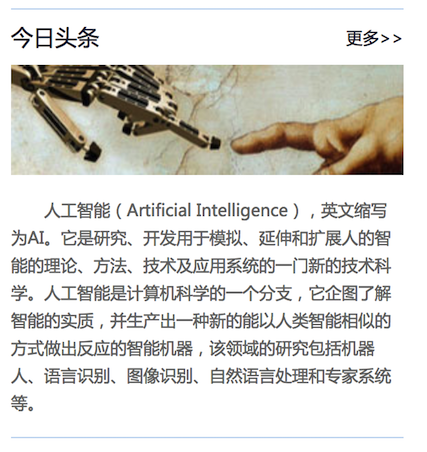 今日头条
更多>>
人工智能（Artificial Intelligence），英文缩写
为AI。它是研究、开发用于模拟、延伸和扩展人的智
能的理论、方法、技术及应用系统的一门新的技术科
学。人工智能是计算机科学的一个分支，它企图了解
智能的实质，并生产出一种新的能以人类智能相似的
方式做出反应的智能机器，该领域的研究包括机器
人、语言识别、图像识别、自然语言处理和专家系统
等。